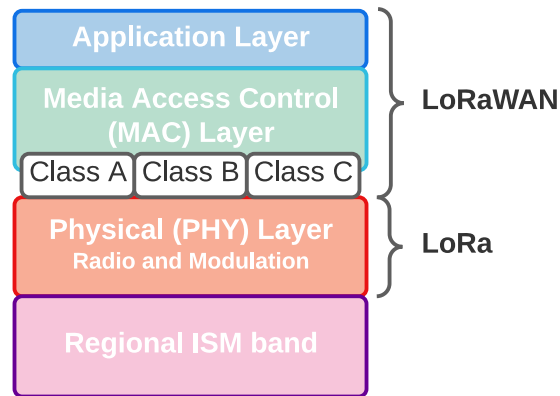 Application Layer
Media Access Control
(MAC) Layer
Class A Class B Class C
LoRaWAN
Physical (PHY) Layer
Radio and Modulation
LoRa
Regional ISM band